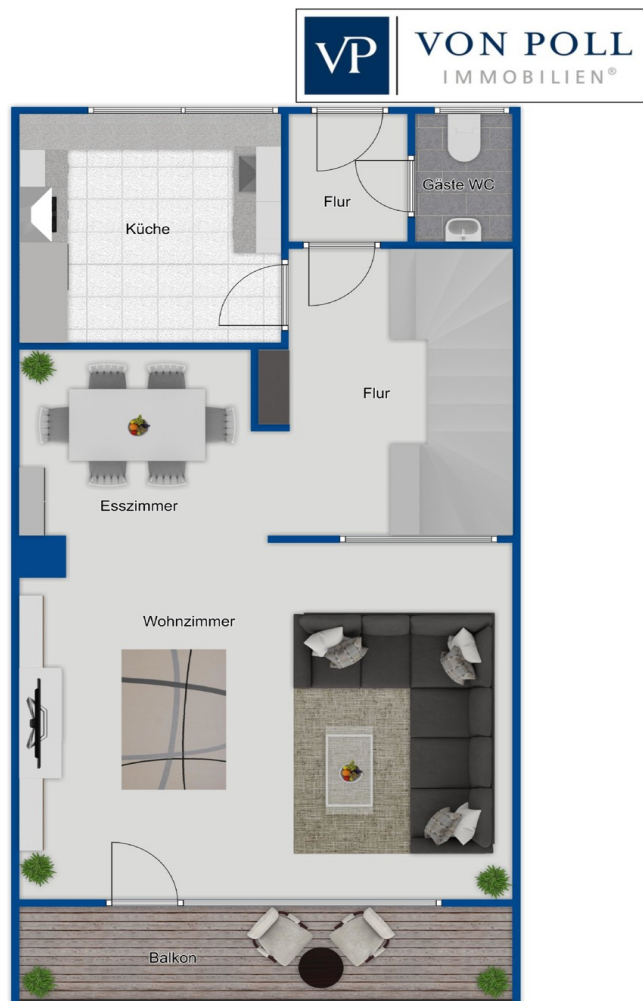 VP VON POLL
IMMOBILIEN®
Küche
Flur
Gäste WC
Flur
Esszimmer
Wohnzimmer
Balkon